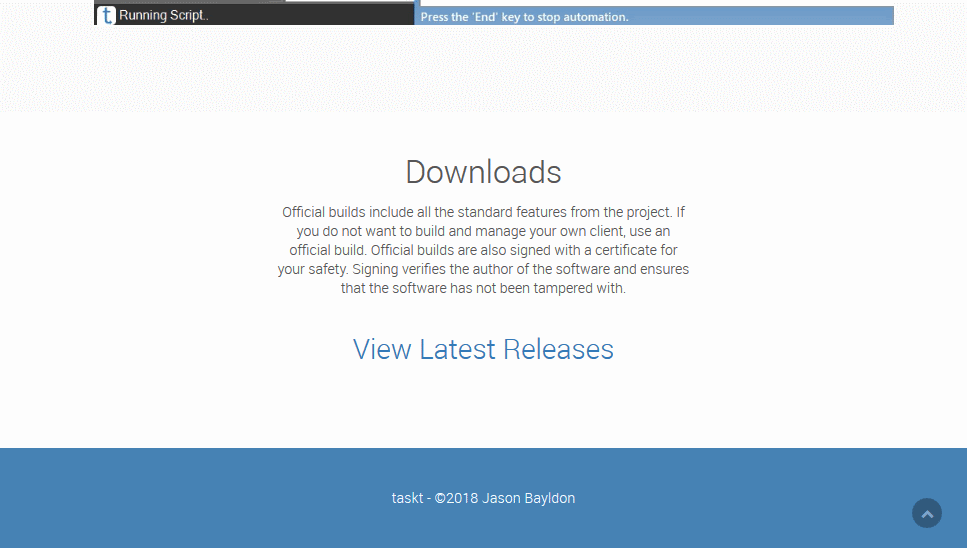 t Running Script..
Press the 'End' key to stop automation.
Downloads
Official builds include all the standard features from the project. If
you do not want to build and manage your own client, use an
official build. Official builds are also signed with a certificate for
your safety. Signing verifies the author of the software and ensures
that the software has not been tampered with.
View Latest Releases
taskt - ©2018 Jason Bayldon